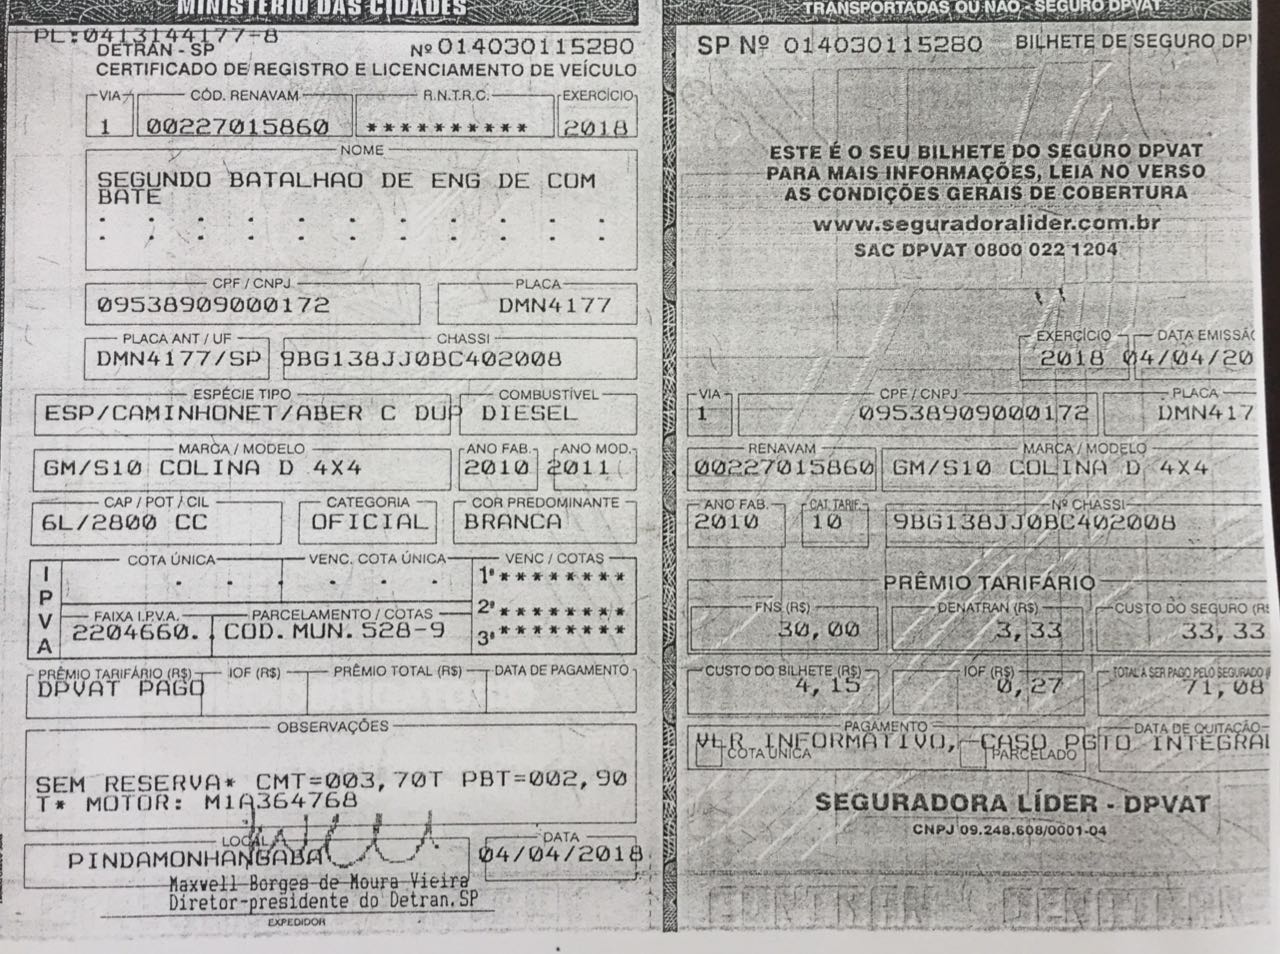 MINISTÉRIO DAS CIDADES
PL:0413144177-8
DETRAN - SP Nº 014030115280
CERTIFICADO DE REGISTRO E LICENCIAMENTO DE VEÍCULO
VIA CÓD. RENAVAM R.N.T.R.C. EXERCÍCIO
1 00227015860 ********** 2018
NOME
SEGUNDO BATALHAO DE ENG DE COM
BATE
CPF / CNPJ PLACA
09538909000172 DMN4177
PLACA ANT / UF CHASSI
DMN4177/SP 9BG138JJ0BC402008
ESPÉCIE TIPO COMBUSTÍVEL
ESP/CAMINHONET/ABER C DUP DIESEL
MARCA / MODELO ANO FAB. ANO MOD.
GM/S10 COLINA D 4X4 2010 2011
CAP / POT / CIL CATEGORIA COR PREDOMINANTE
6L/2800 CC OFICIAL BRANCA
IPVA
COTA ÚNICA VENC. COTA ÚNICA VENC / COTAS
1ª ********
FAIXA I.P.V.A. PARCELAMENTO / COTAS 2ª ********
2204660. COD.MUN.528-9 3ª ********
PRÊMIO TARIFÁRIO (R$) IOF (R$) PRÊMIO TOTAL (R$) DATA DE PAGAMENTO
DPVAT PAGO
OBSERVAÇÕES
SEM RESERVA* CMT=003,70T PBT=002,90
T* MOTOR: M1A364768
LOCAL DATA
PINDAMONHANGABA 04/04/2018
Maxwell Borges de Moura Vieira
Diretor-presidente do Detran.SP
EXPEDIDOR
TRANSPORTADAS OU NÃO - SEGURO DPVAT
SP Nº 014030115280 BILHETE DE SEGURO DPV
ESTE É O SEU BILHETE DO SEGURO DPVAT
PARA MAIS INFORMAÇÕES, LEIA NO VERSO
AS CONDIÇÕES GERAIS DE COBERTURA
www.seguradoralider.com.br
SAC DPVAT 0800 022 1204
EXERCÍCIO DATA EMISSÃ
2018 04/04/20
VIA CPF / CNPJ PLACA
1 09538909000172 DMN417
RENAVAM MARCA / MODELO
00227015860 GM/S10 COLINA D 4X4
ANO FAB. CAT. TARIF. Nº CHASSI
2010 10 9BG138JJ0BC402008
PRÊMIO TARIFÁRIO
FNS (R$) DENATRAN (R$) CUSTO DO SEGURO (R$
30,00 3,33 33,33
CUSTO DO BILHETE (R$) IOF (R$) TOTAL A SER PAGO PELO SEGURADO
4,15 0,27 71,08
PAGAMENTO DATA DE QUITAÇÃO
VER INFORMATIVO, CASO PGTO INTEGRAL
COTA ÚNICA PARCELADO
SEGURADORA LÍDER - DPVAT
CNPJ 09.248.608/0001-04
CONTRAN DENATRAN